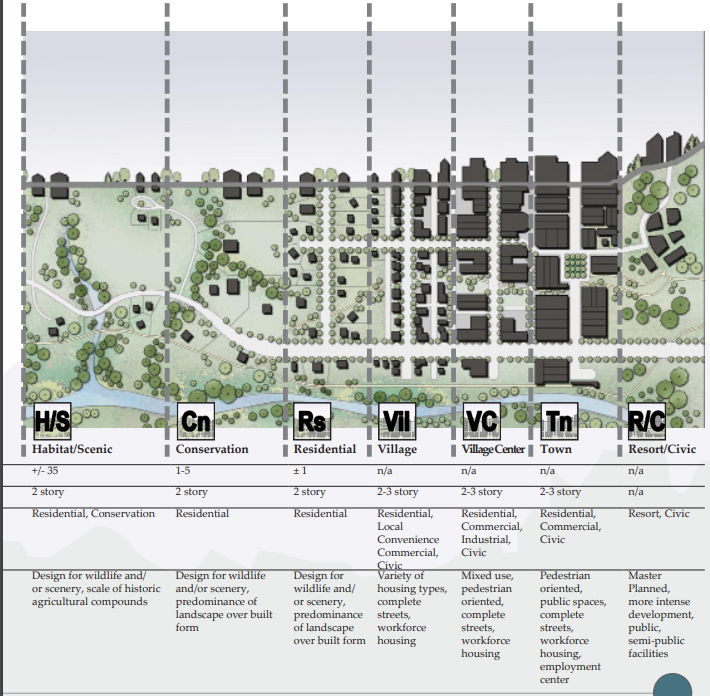 H/S Cn Rs Vil VC Tn R/C
Habitat/Scenic Conservation Residential Village Village Center Town Resort/Civic
+/- 35 1-5 ± 1 n/a n/a n/a n/a
2 story 2 story 2 story 2-3 story 2-3 story 2-3 story n/a
Residential, Conservation Residential Residential Residential, Residential, Residential, Resort, Civic
Local Commercial, Commercial,
Convenience Industrial, Civic
Commercial, Civic
Civic
Design for wildlife and/ Design for wildlife Design for Variety of Mixed use, Pedestrian Master
or scenery, scale of historic and/or scenery, wildlife and/ housing types, pedestrian oriented, Planned,
agricultural compounds predominance of or scenery, complete oriented, public spaces, more intense
landscape over built predominance streets, complete complete development,
form of landscape workforce streets, streets, public,
over built form housing workforce workforce semi-public
housing housing, facilities
employment
center